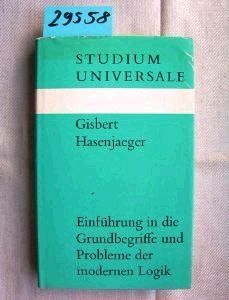 29558
STUDIUM
UNIVERSALE
Gisbert
Hasenjaeger
Einführung in die
Grundbegriffe und
Probleme der
modernen Logik